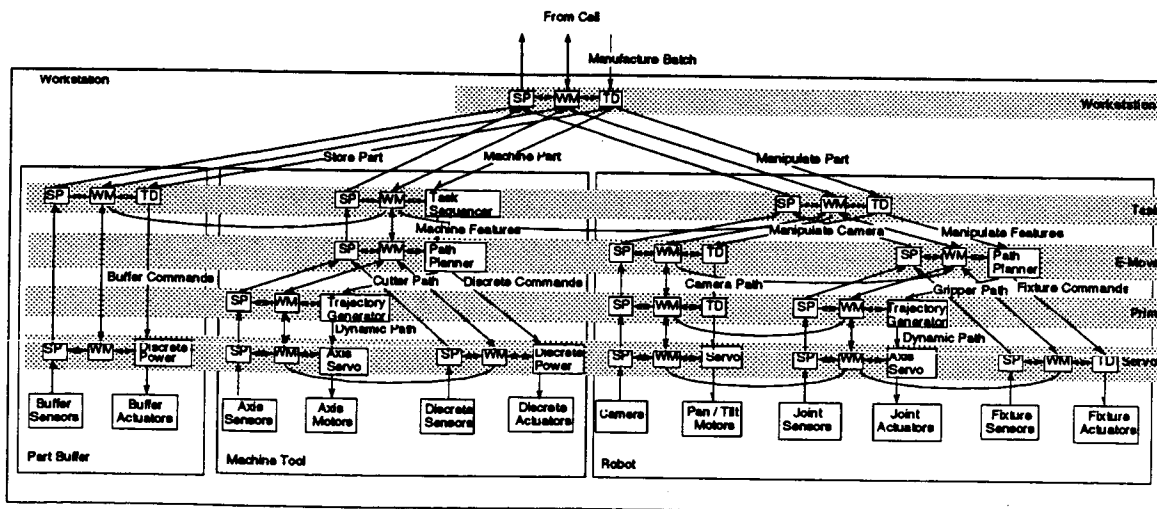 From Cell
Manufacture Batch
Workstation
SP WM TD
Workstation
Store Part
Machine Part
Manipulate Part
SP WM TD
SP WM Task Sequencer
SP WM TD
Task
Machine Features
Manipulate Camera
Manipulate Features
SP WM Path Planner
SP WM TD
SP WM Path Planner
E-Move
Buffer Commands
Cutter Path
Discrete Commands
Camera Path
Gripper Path
Fixture Commands
SP WM Trajectory Generator
SP WM TD
SP WM Trajectory Generator
Prim
Dynamic Path
Dynamic Path
SP WM Discrete Power
SP WM Axis Servo
SP WM Discrete Power
SP WM Servo
SP WM Axis Servo
SP WM TD
Servo
Buffer Sensors
Buffer Actuators
Axis Sensors
Axis Motors
Discrete Sensors
Discrete Actuators
Camera
Pan / Tilt Motors
Joint Sensors
Joint Actuators
Fixture Sensors
Fixture Actuators
Part Buffer
Machine Tool
Robot